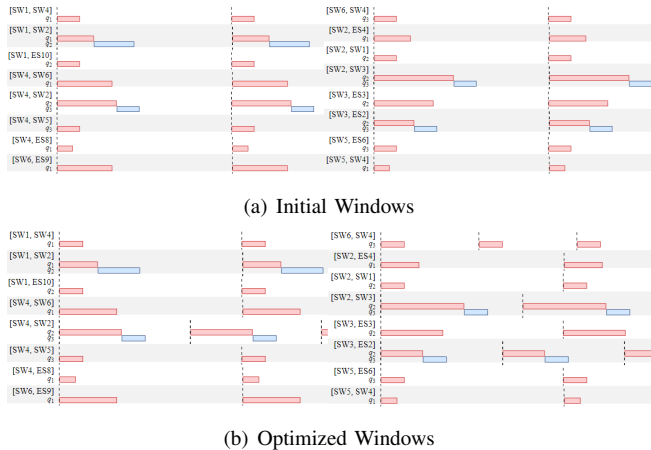 [SW1, SW4]
q1
[SW1, SW2]
q1
q2
[SW1, ES10]
q2
[SW4, SW6]
q1
[SW4, SW2]
q2
q3
[SW4, SW5]
q3
[SW4, ES8]
q1
[SW6, ES9]
q1
[SW6, SW4]
q3
[SW2, ES4]
q1
[SW2, SW1]
q2
[SW2, SW3]
q2
q3
[SW3, ES3]
q2
[SW3, ES2]
q2
q3
[SW5, ES6]
q3
[SW5, SW4]
q1
(a) Initial Windows
[SW1, SW4]
q1
[SW1, SW2]
q1
q2
[SW1, ES10]
q2
[SW4, SW6]
q1
[SW4, SW2]
q2
q3
[SW4, SW5]
q3
[SW4, ES8]
q1
[SW6, ES9]
q1
[SW6, SW4]
q3
[SW2, ES4]
q1
[SW2, SW1]
q2
[SW2, SW3]
q2
q3
[SW3, ES3]
q2
[SW3, ES2]
q2
q3
[SW5, ES6]
q3
[SW5, SW4]
q1
(b) Optimized Windows